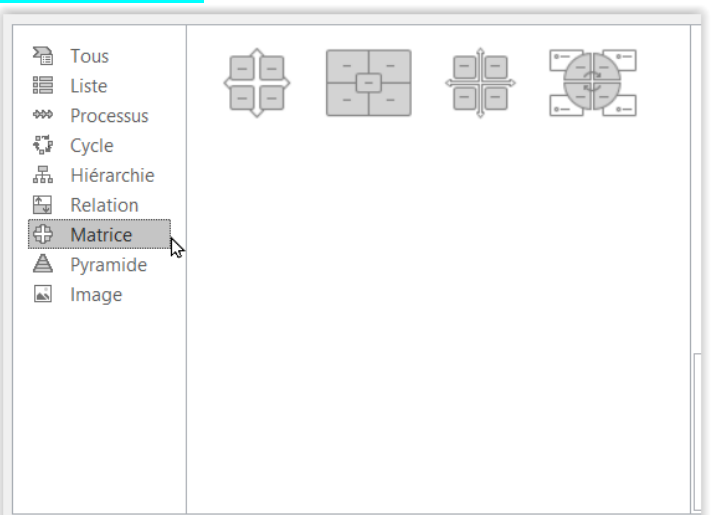 Tous
Liste
Processus
Cycle
Hiérarchie
Relation
Matrice
Pyramide
Image